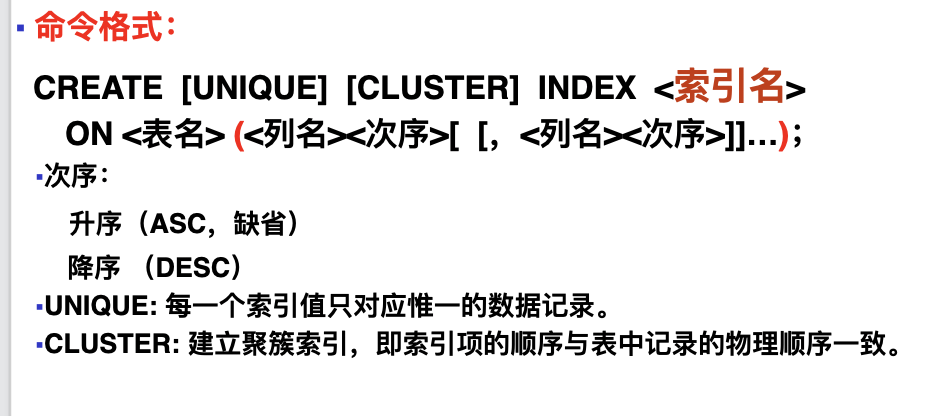 ▪ 命令格式：
CREATE [UNIQUE] [CLUSTER] INDEX <索引名>
ON <表名> (<列名><次序>[ [，<列名><次序>]]…)；
▪次序：
升序（ASC，缺省）
降序 （DESC）
▪UNIQUE: 每一个索引值只对应惟一的数据记录。
▪CLUSTER: 建立聚簇索引，即索引项的顺序与表中记录的物理顺序一致。